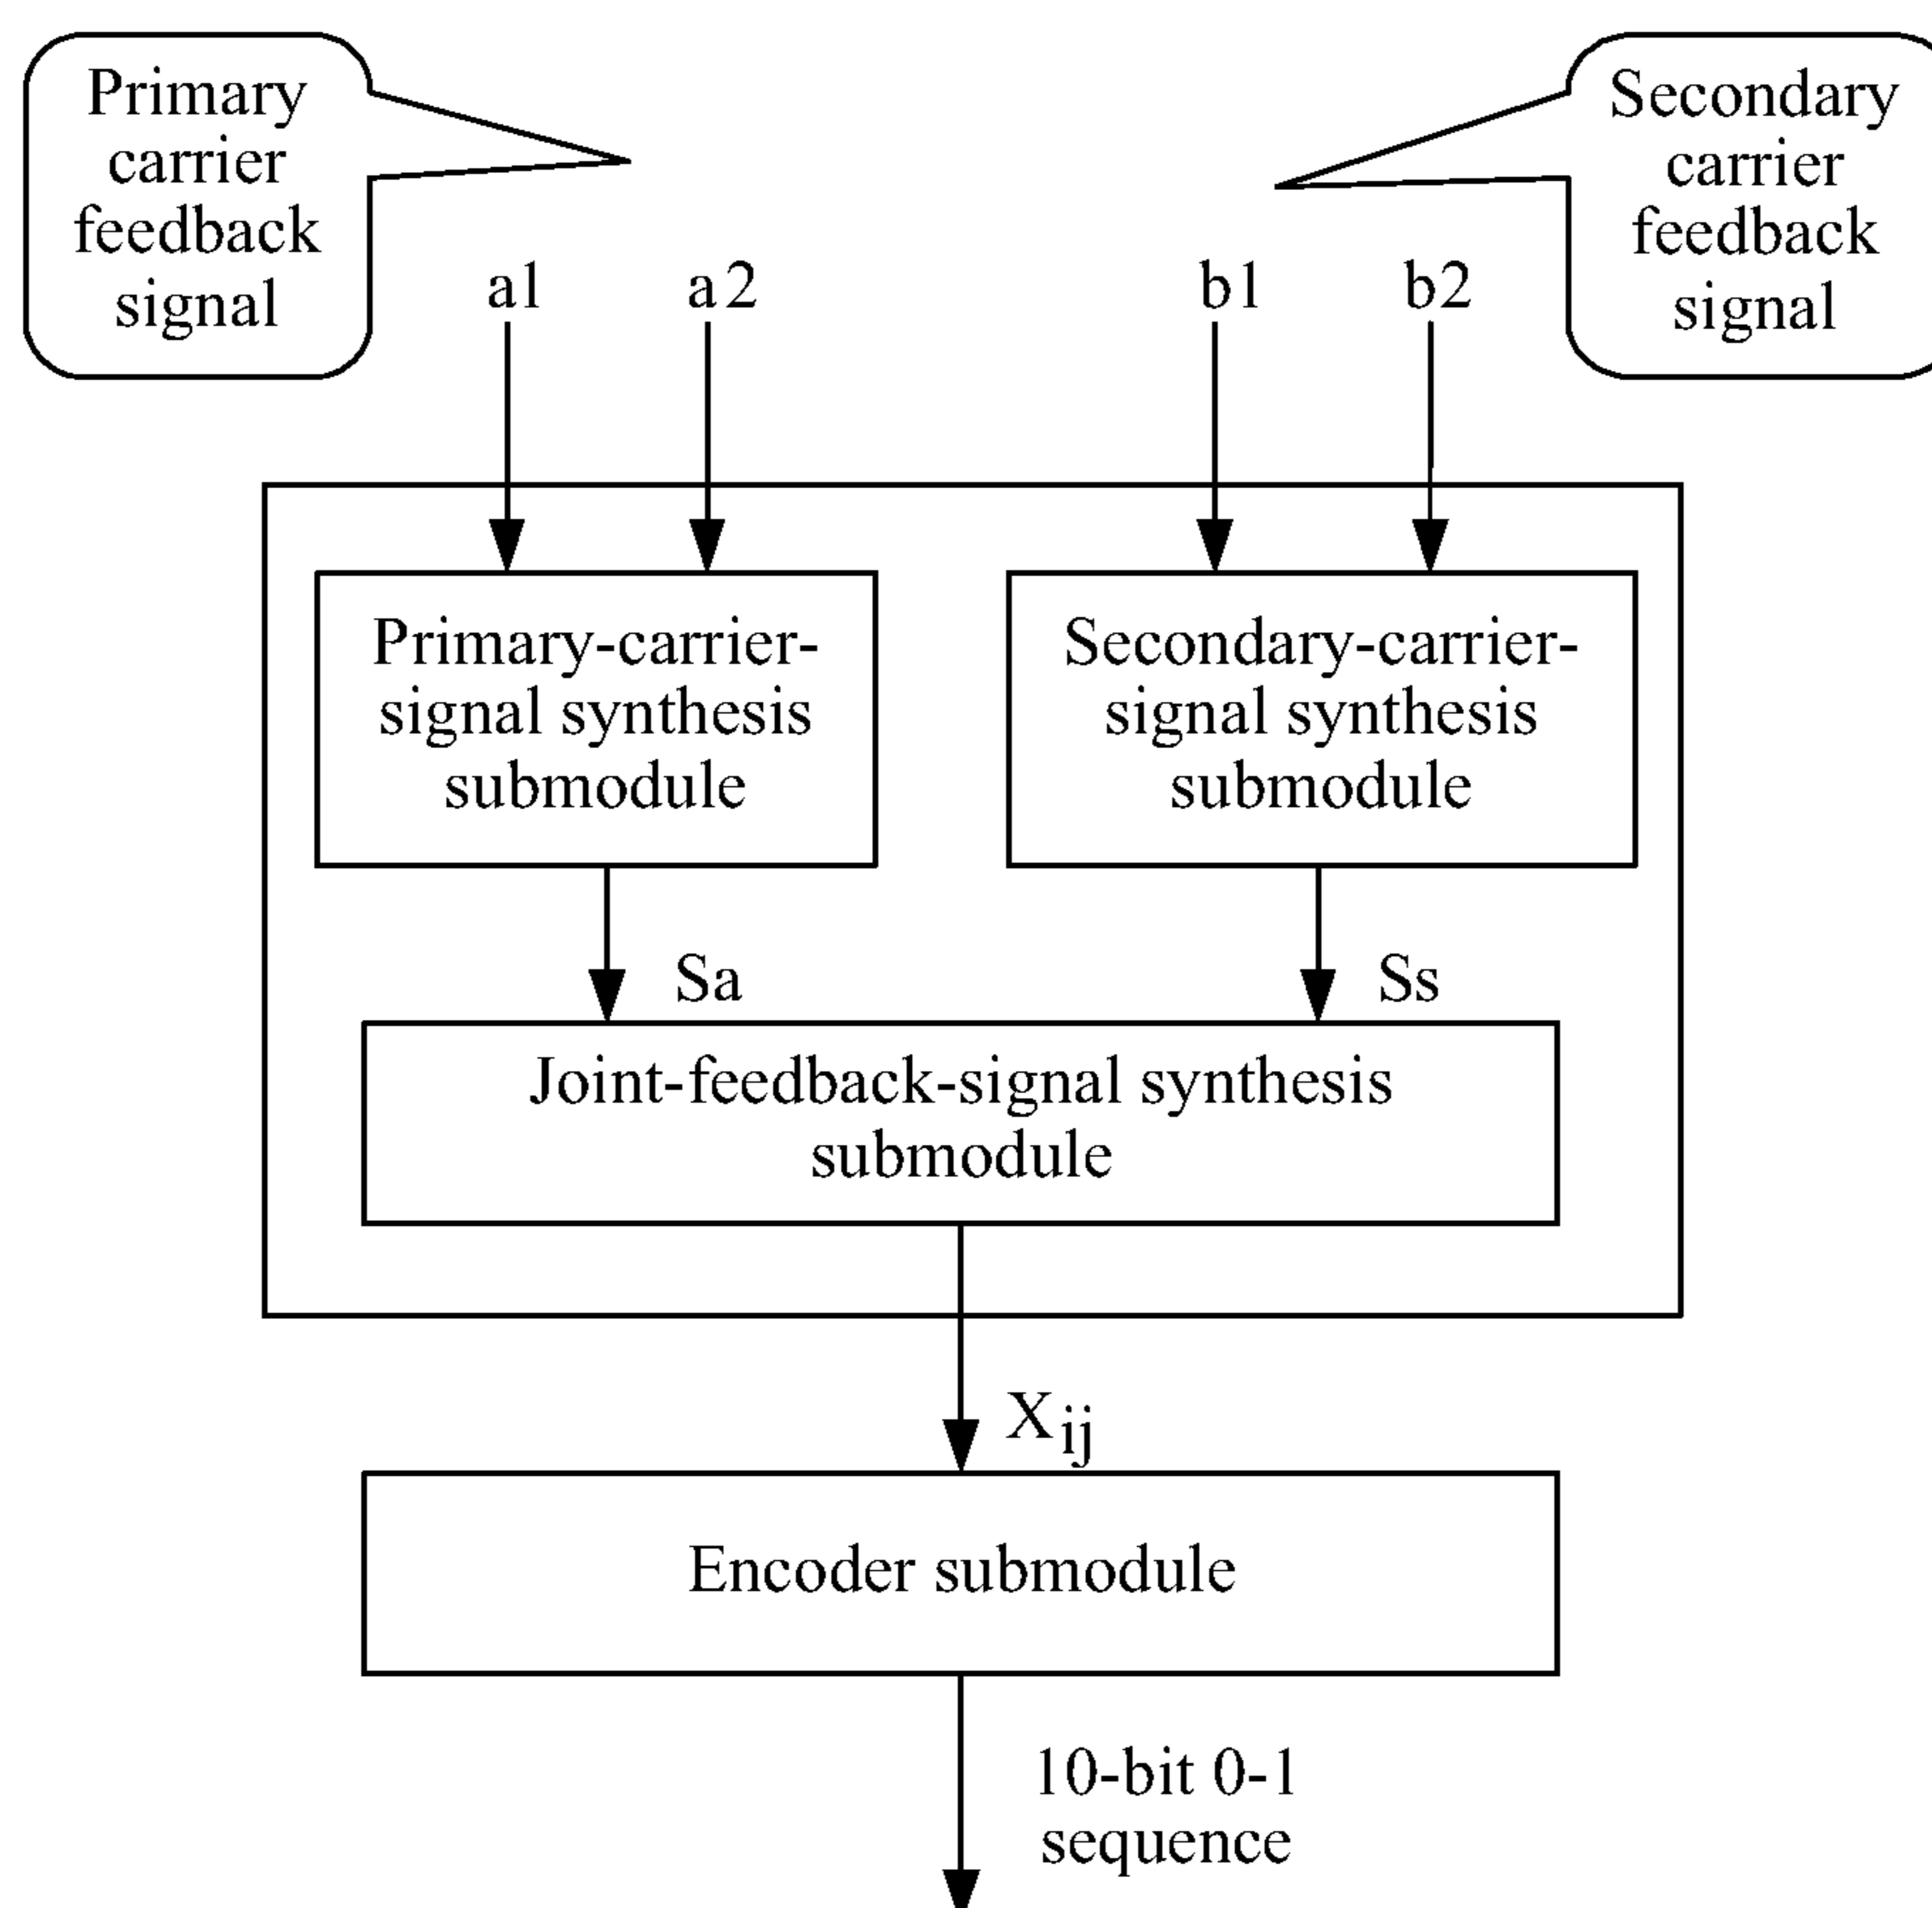 Primary
carrier
feedback
signal
Secondary
carrier
feedback
signal
a1
a2
b1
b2
Primary-carrier-
signal synthesis
submodule
Secondary-carrier-
signal synthesis
submodule
Sa
Ss
Joint-feedback-signal synthesis
submodule
Xij
Encoder submodule
10-bit 0-1
sequence